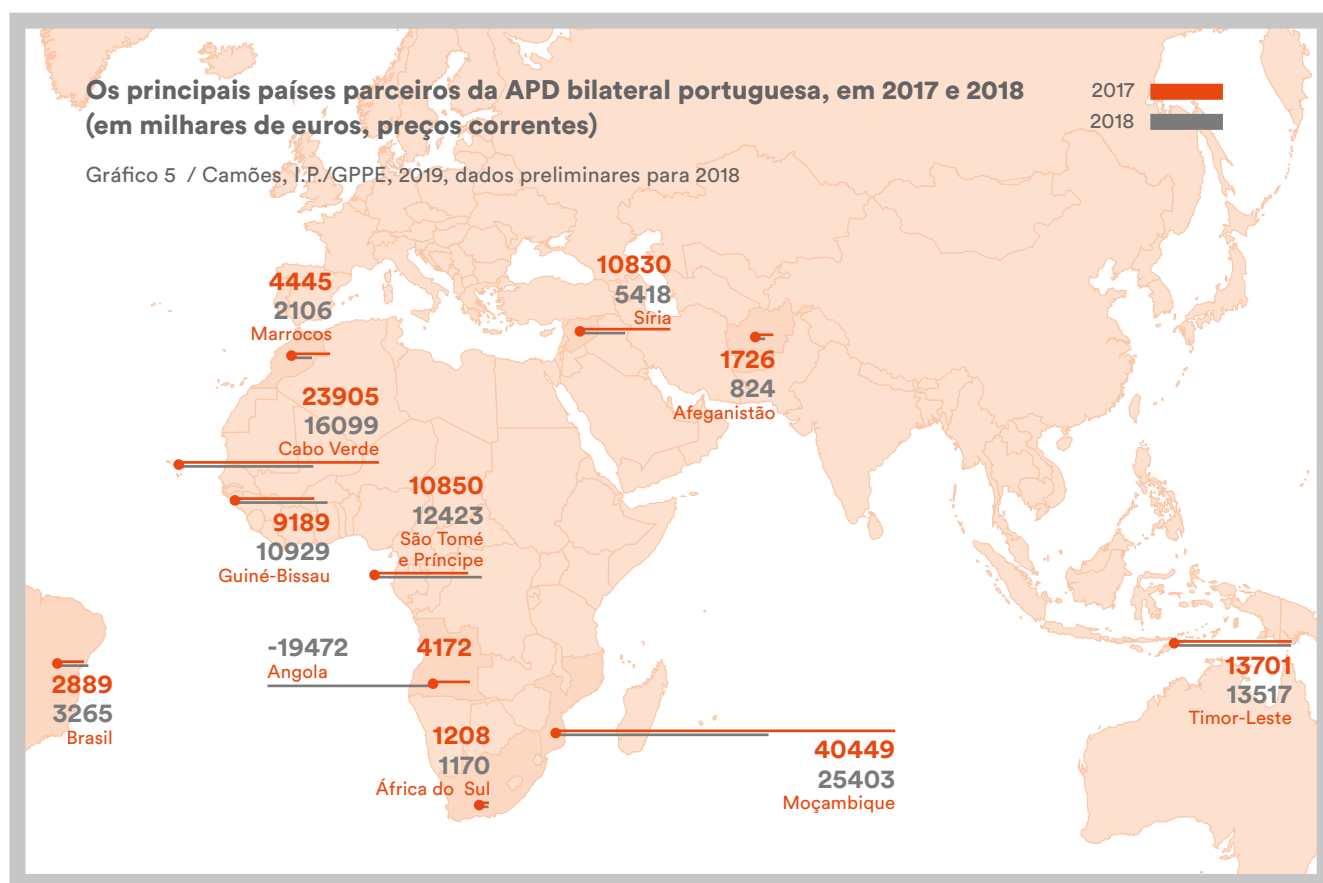 Os principais países parceiros da APD bilateral portuguesa, em 2017 e 2018
(em milhares de euros, preços correntes)
Gráfico 5 / Camões, I.P./GPPE, 2019, dados preliminares para 2018
2017
2018
4445
2106
Marrocos
10830
5418
Síria
1726
824
Afeganistão
23905
16099
Cabo Verde
10850
12423
São Tomé
e Príncipe
9189
10929
Guiné-Bissau
-19472
Angola
4172
2889
3265
Brasil
1208
1170
África do Sul
40449
25403
Moçambique
13701
13517
Timor-Leste